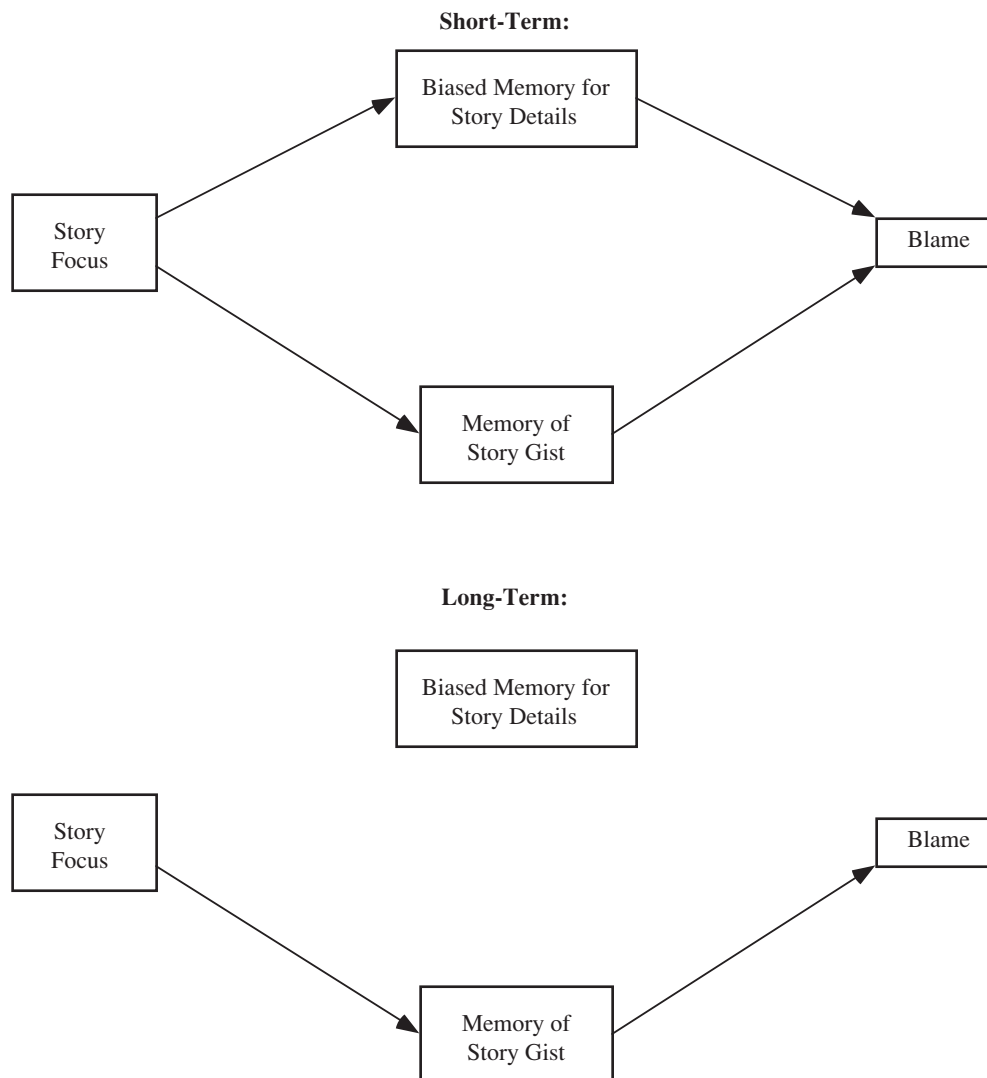 Short-Term:
Biased Memory for
Story Details
Story
Focus
Blame
Memory of
Story Gist
Long-Term:
Biased Memory for
Story Details
Story
Focus
Blame
Memory of
Story Gist